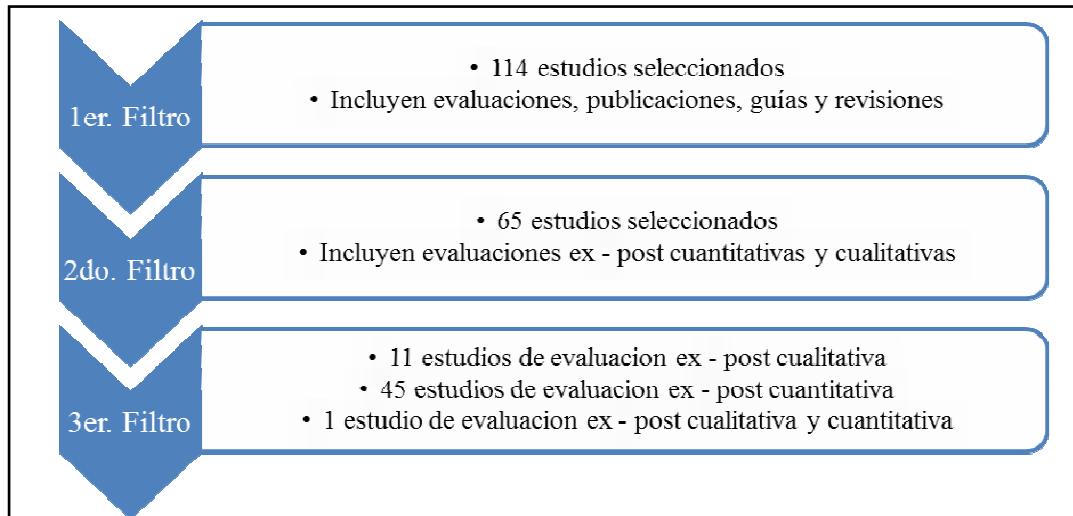 1er. Filtro
• 114 estudios seleccionados
• Incluyen evaluaciones, publicaciones, guías y revisiones
2do. Filtro
• 65 estudios seleccionados
• Incluyen evaluaciones ex - post cuantitativas y cualitativas
3er. Filtro
• 11 estudios de evaluacion ex - post cualitativa
• 45 estudios de evaluacion ex - post cuantitativa
• 1 estudio de evaluacion ex - post cualitativa y cuantitativa